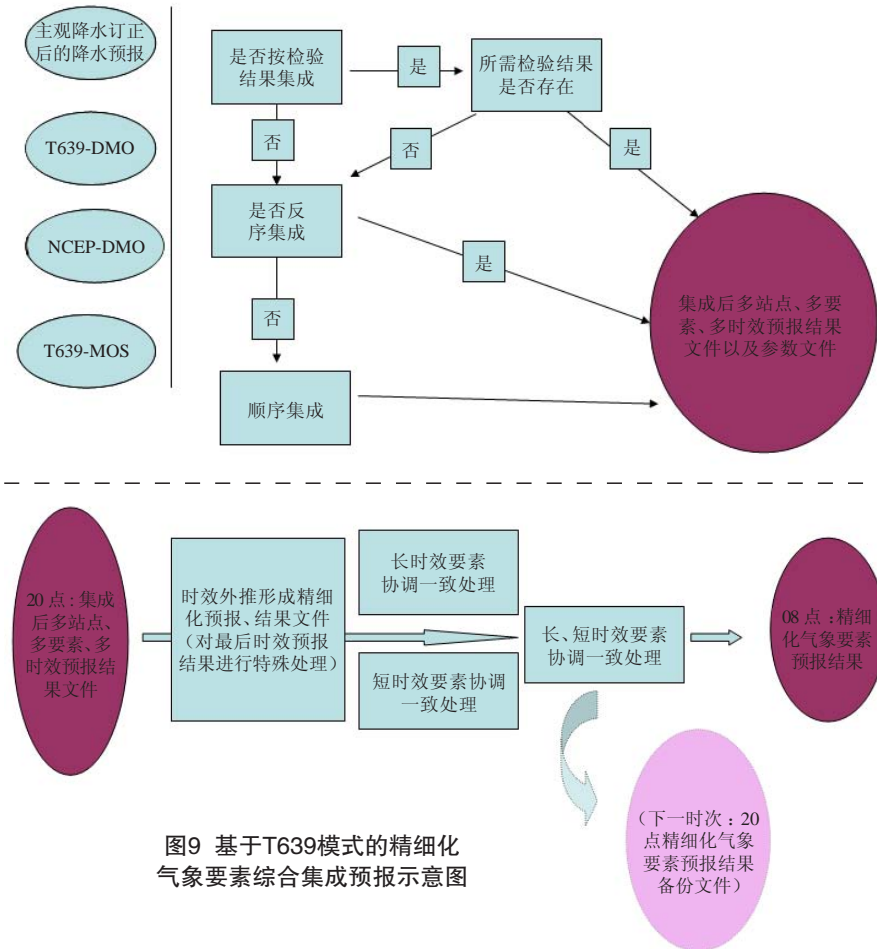 主观降水订正
后的降水预报
T639-DMO
NCEP-DMO
T639-MOS
是否按检验
结果集成
是
所需检验结果
是否存在
否
否
是
是否反
序集成
是
否
顺序集成
集成后多站点、多要
素、多时效预报结果
文件以及参数文件
20 点：集成
后多站点、
多要素、多
时效预报结
果文件
时效外推形成精细
化预报、结果文件
（对最后时效预报
结果进行特殊处理）
长时效要素
协调一致处理
短时效要素协调
一致处理
长、短时效要素
协调一致处理
08 点：精细
化气象要素
预报结果
（下一时次：20
点精细化气象
要素预报结果
备份文件）
图9 基于T639模式的精细化
气象要素综合集成预报示意图